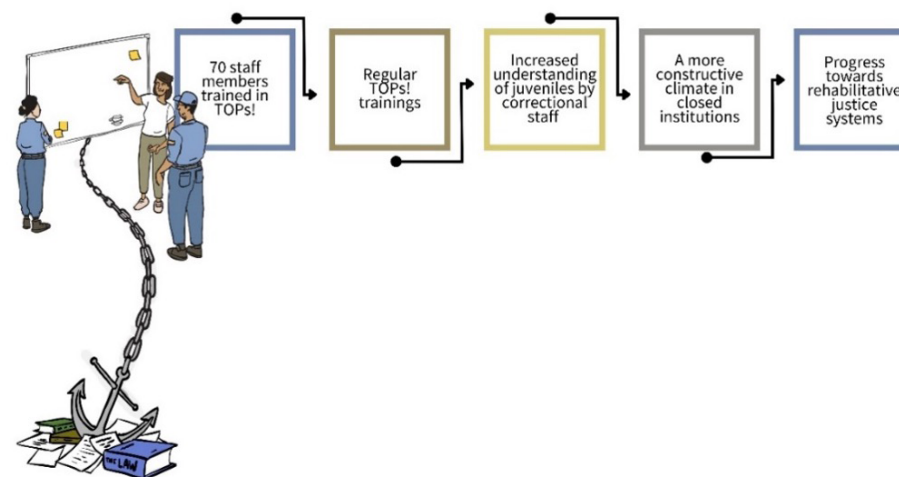 70 staff
members
trained in
TOPs!
Regular
TOPs!
trainings
Increased
understanding
of juveniles by
correctional
staff
A more
constructive
climate in
closed
institutions
Progress
towards
rehabilitative
justice
systems
THE LAW